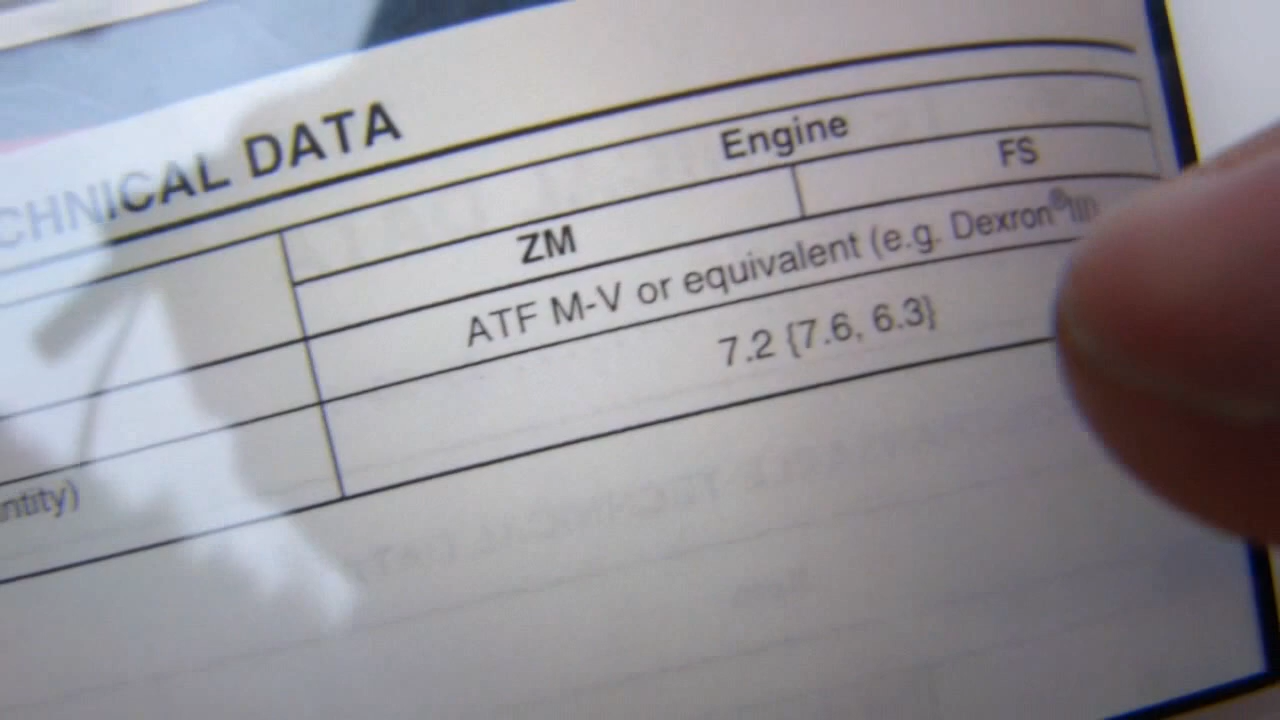 CHNICAL DATA
Engine
ZM FS
ATF M-V or equivalent (e.g. Dexron®III)
7.2 {7.6, 6.3}
ntity)